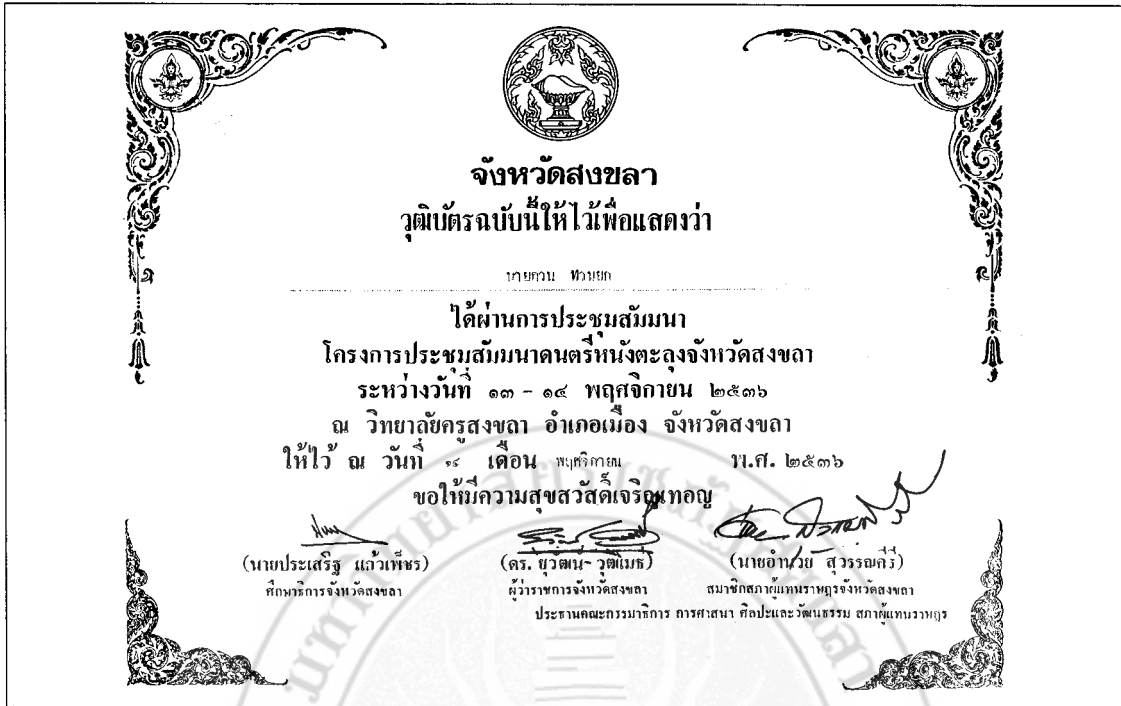 จังหวัดสงขลา
วุฒิบัตรฉบับนี้ให้ไว้เพื่อแสดงว่า
นายควน ทวนยก
ได้ผ่านการประชุมสัมมนา
โครงการประชุมสัมมนาดนตรีหนังตะลุงจังหวัดสงขลา
ระหว่างวันที่ ๑๓ - ๑๔ พฤศจิกายน ๒๕๓๖
ณ วิทยาลัยครูสงขลา อำเภอเมือง จังหวัดสงขลา
ให้ไว้ ณ วันที่ ๑๔ เดือน พฤศจิกายน พ.ศ. ๒๕๓๖
ขอให้มีความสุขสวัสดิ์เจริญเทอญ
(นายประเสริฐ แก้วเพ็ชร) (ดร. ยุวัฒน์ วุฒิเมธี) (นายอำนวย สุวรรณคีรี)
ศึกษาธิการจังหวัดสงขลา ผู้ว่าราชการจังหวัดสงขลา สมาชิกสภาผู้แทนราษฎรจังหวัดสงขลา
ประธานคณะกรรมาธิการ การศาสนา ศิลปะและวัฒนธรรม สภาผู้แทนราษฎร